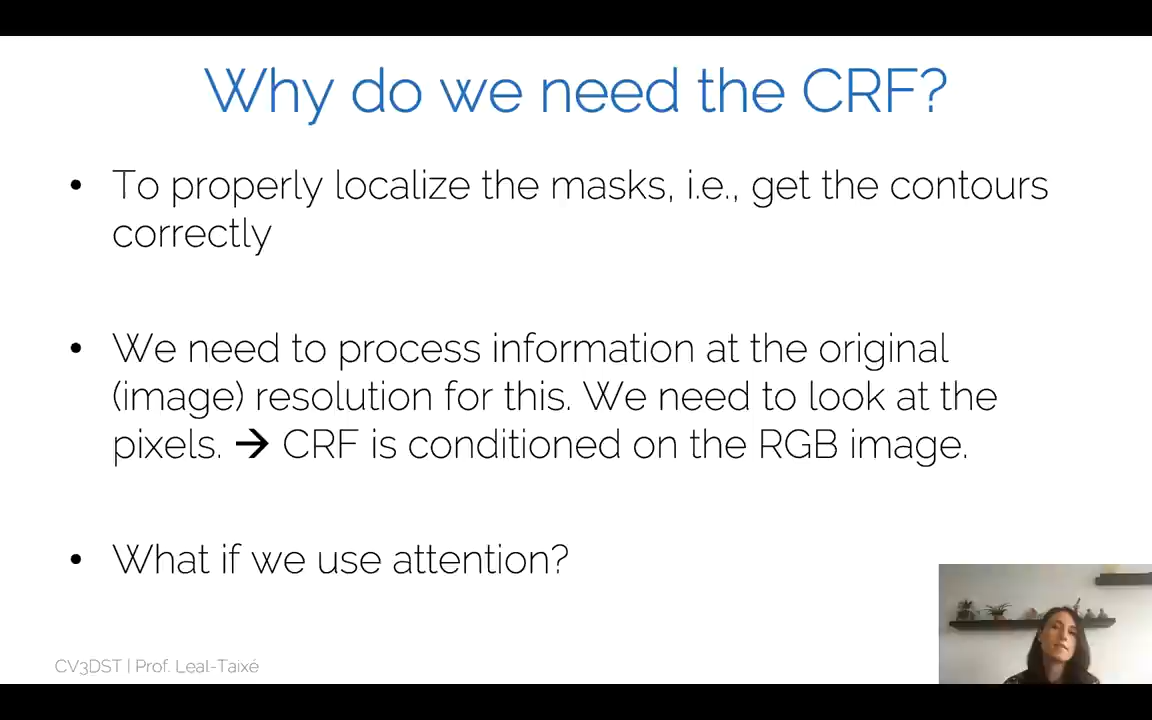 Why do we need the CRF?
• To properly localize the masks, i.e., get the contours
correctly
• We need to process information at the original
(image) resolution for this. We need to look at the
pixels. → CRF is conditioned on the RGB image.
• What if we use attention?
CV3DST | Prof. Leal-Taixé